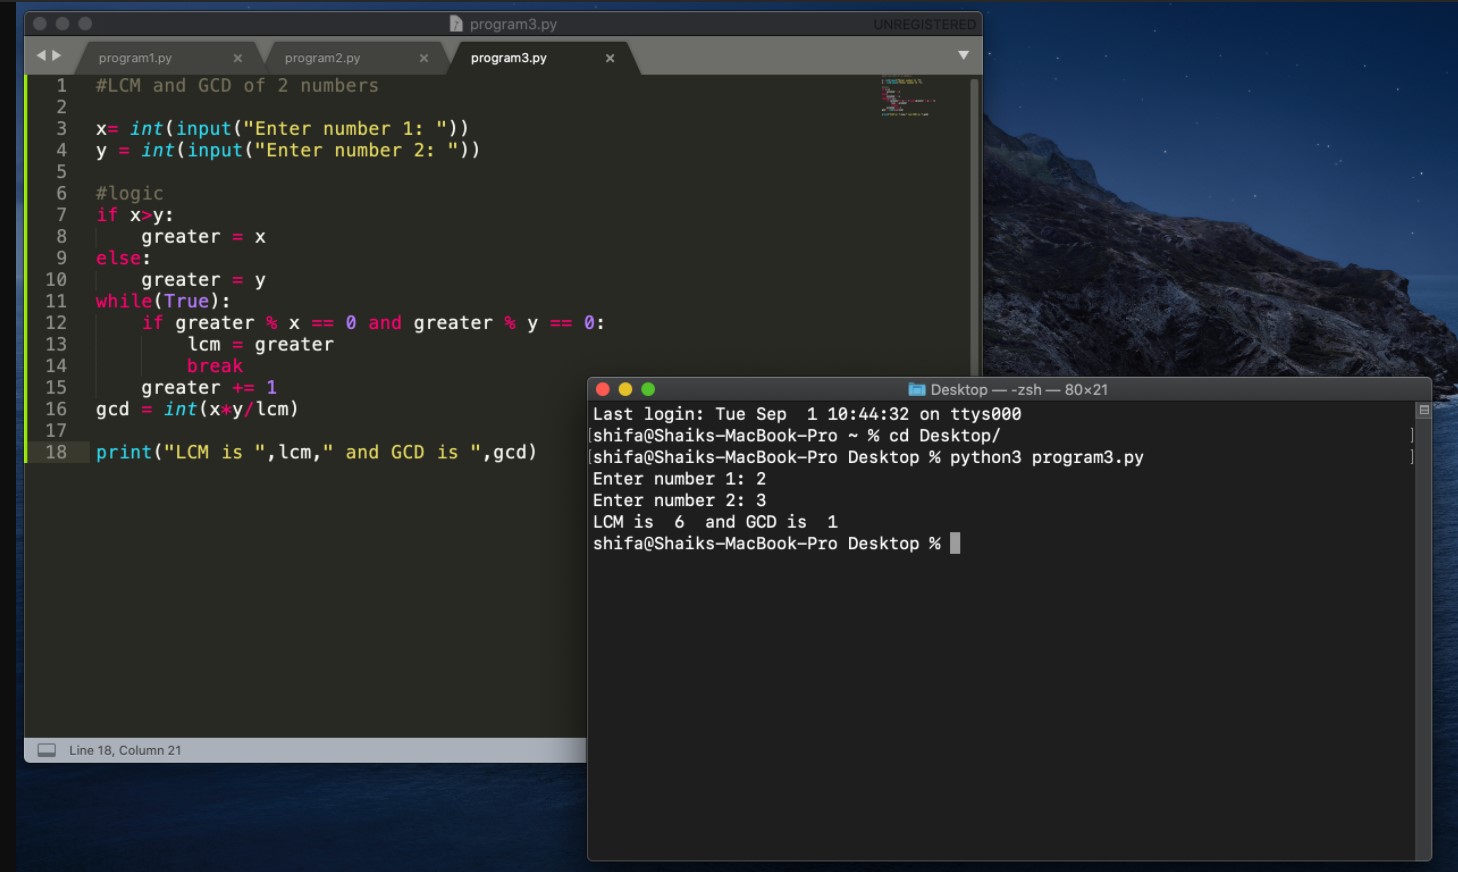 program3.py
UNREGISTERED
program1.py
program2.py
program3.py
1 #LCM and GCD of 2 numbers
2
3 x= int(input("Enter number 1: "))
4 y = int(input("Enter number 2: "))
5
6 #logic
7 if x>y:
8     greater = x
9 else:
10     greater = y
11 while(True):
12     if greater % x == 0 and greater % y == 0:
13         lcm = greater
14         break
15     greater += 1
16 gcd = int(x*y/lcm)
17
18 print("LCM is ",lcm," and GCD is ",gcd)
Line 18, Column 21
Desktop — -zsh — 80×21
Last login: Tue Sep  1 10:44:32 on ttys000
[shifa@Shaiks-MacBook-Pro ~ % cd Desktop/ ]
[shifa@Shaiks-MacBook-Pro Desktop % python3 program3.py ]
Enter number 1: 2
Enter number 2: 3
LCM is  6  and GCD is  1
shifa@Shaiks-MacBook-Pro Desktop %